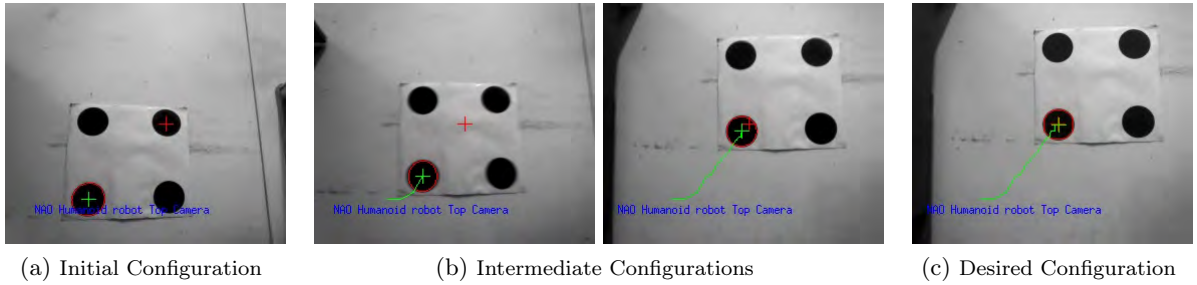 NAO Humanoid robot Top Camera
NAO Humanoid robot Top Camera
NAO Humanoid robot Top Camera
NAO Humanoid robot Top Camera
(a) Initial Configuration
(b) Intermediate Configurations
(c) Desired Configuration